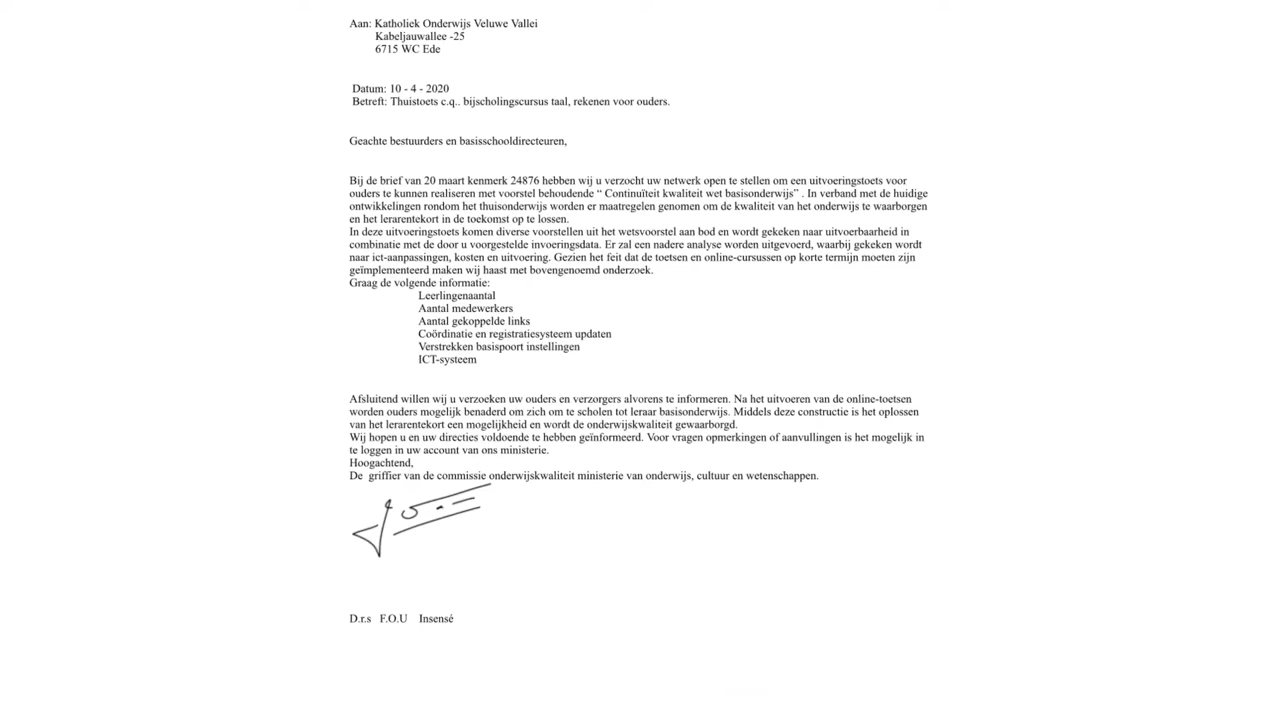 Aan: Katholiek Onderwijs Veluwe Vallei
Kabeljauwallee -25
6715 WC Ede
Datum: 10 - 4 - 2020
Betreft: Thuistoets c.q.. bijscholingscursus taal, rekenen voor ouders.
Geachte bestuurders en basisschooldirecteuren,
Bij de brief van 20 maart kenmerk 24876 hebben wij u verzocht uw netwerk open te stellen om een uitvoeringstoets voor
ouders te kunnen realiseren met voorstel behoudende “ Continuïteit kwaliteit wet basisonderwijs” . In verband met de huidige
ontwikkelingen rondom het thuisonderwijs worden er maatregelen genomen om de kwaliteit van het onderwijs te waarborgen
en het lerarentekort in de toekomst op te lossen.
In deze uitvoeringstoets komen diverse voorstellen uit het wetsvoorstel aan bod en wordt gekeken naar uitvoerbaarheid in
combinatie met de door u voorgestelde invoeringsdata. Er zal een nadere analyse worden uitgevoerd, waarbij gekeken wordt
naar ict-aanpassingen, kosten en uitvoering. Gezien het feit dat de toetsen en online-cursussen op korte termijn moeten zijn
geïmplementeerd maken wij haast met bovengenoemd onderzoek.
Graag de volgende informatie:
Leerlingenaantal
Aantal medewerkers
Aantal gekoppelde links
Coördinatie en registratiesysteem updaten
Verstrekken basispoort instellingen
ICT-systeem
Afsluitend willen wij u verzoeken uw ouders en verzorgers alvorens te informeren. Na het uitvoeren van de online-toetsen
worden ouders mogelijk benaderd om zich om te scholen tot leraar basisonderwijs. Middels deze constructie is het oplossen
van het lerarentekort een mogelijkheid en wordt de onderwijskwaliteit gewaarborgd.
Wij hopen u en uw directies voldoende te hebben geïnformeerd. Voor vragen opmerkingen of aanvullingen is het mogelijk in
te loggen in uw account van ons ministerie.
Hoogachtend,
De griffier van de commissie onderwijskwaliteit ministerie van onderwijs, cultuur en wetenschappen.
D.r.s F.O.U Insensé